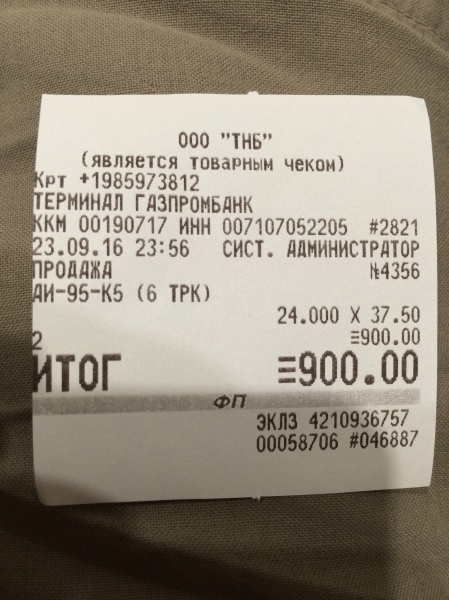 ООО "ТНБ"
(является товарным чеком)
Крт +1985973812
ТЕРМИНАЛ ГАЗПРОМБАНК
ККМ 00190717 ИНН 007107052205 #2821
23.09.16 23:56 СИСТ. АДМИНИСТРАТОР
ПРОДАЖА №4356
АИ-95-К5 (6 ТРК)
24.000 X 37.50
2 ≡900.00
ИТОГ ≡900.00
ФП
ЭКЛЗ 4210936757
00058706 #046887